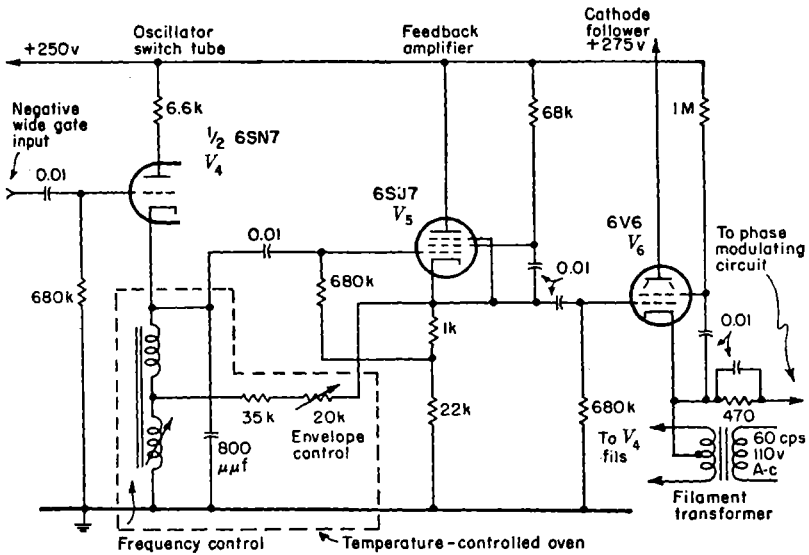 Oscillator
switch tube
Feedback
amplifier
Cathode
follower
+275v
+250v
6.6k
68k
1M
Negative
wide gate
input
½ 6SN7
V4
0.01
6SJ7
V5
6V6
V6
To phase
modulating
circuit
0.01
0.01
0.01
680k
680k
1k
35k
20k
Envelope
control
22k
680k
470
800
μμf
To V4
fils
60 cps
110v
A-c
Filament
transformer
Frequency control
Temperature-controlled oven